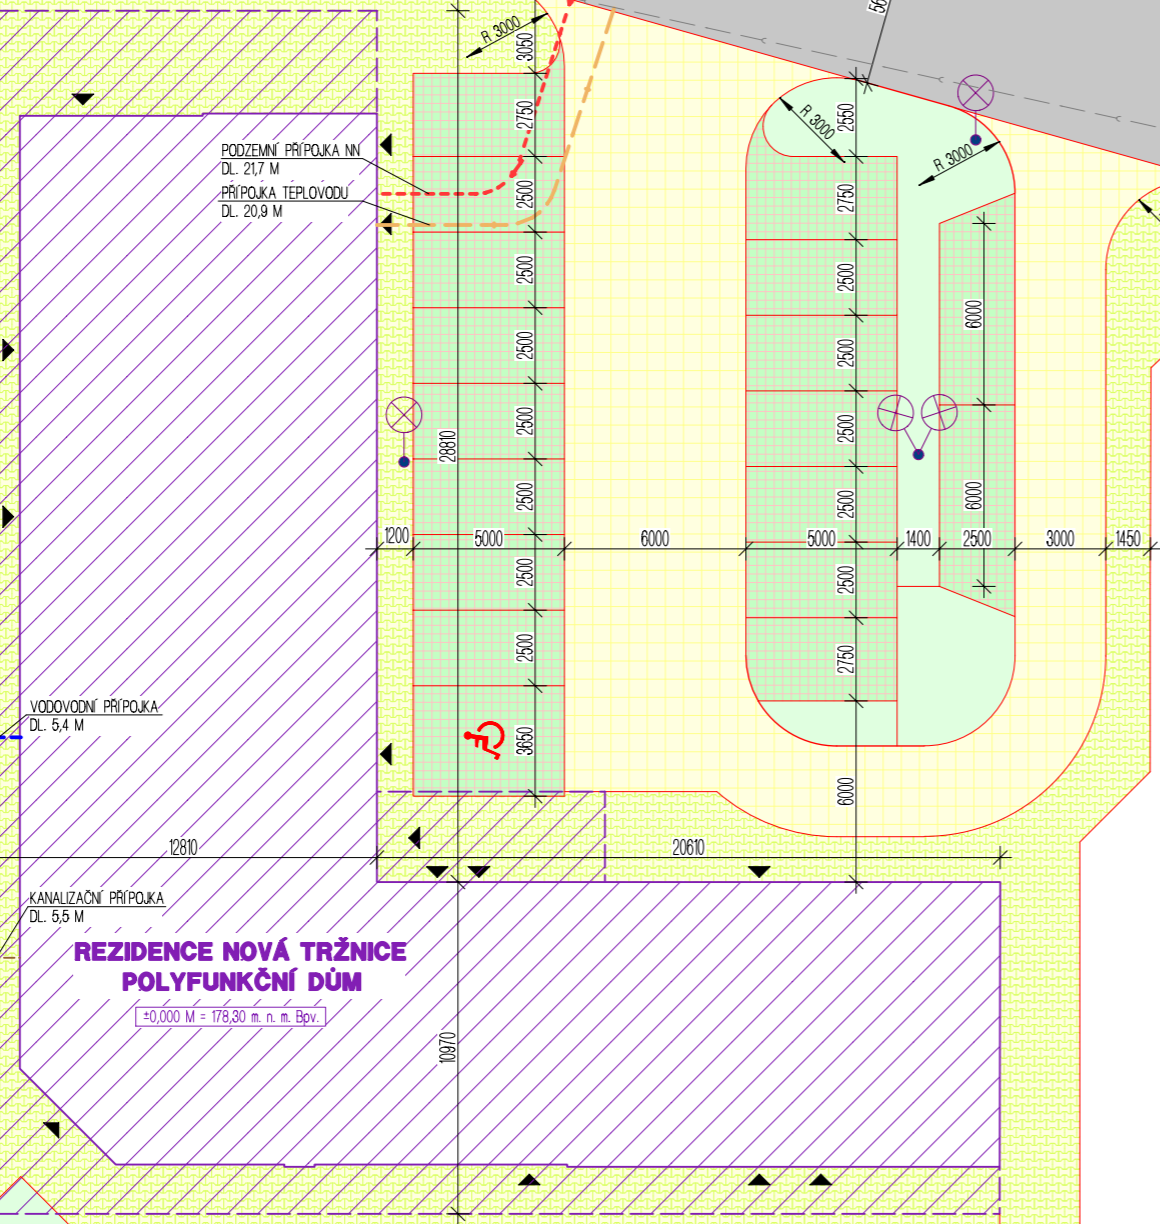 R 3000
3050
2750
PODZEMNÍ PŘÍPOJKA NN
DL. 21,7 M
PŘÍPOJKA TEPLOVODU
DL. 20,9 M
2500
2500
2500
2500
28810
2500
2500
2500
3650
2550
R 3000
R 3000
2750
2500
2500
2500
2500
2500
2750
6000
6000
6000
1200
5000
6000
5000
1400
2500
3000
1450
VODOVODNÍ PŘÍPOJKA
DL. 5,4 M
12810
20610
KANALIZAČNÍ PŘÍPOJKA
DL. 5,5 M
REZIDENCE NOVÁ TRŽNICE
POLYFUNKČNÍ DŮM
±0,000 M = 178,30 m. n. m. Bpv.
10970